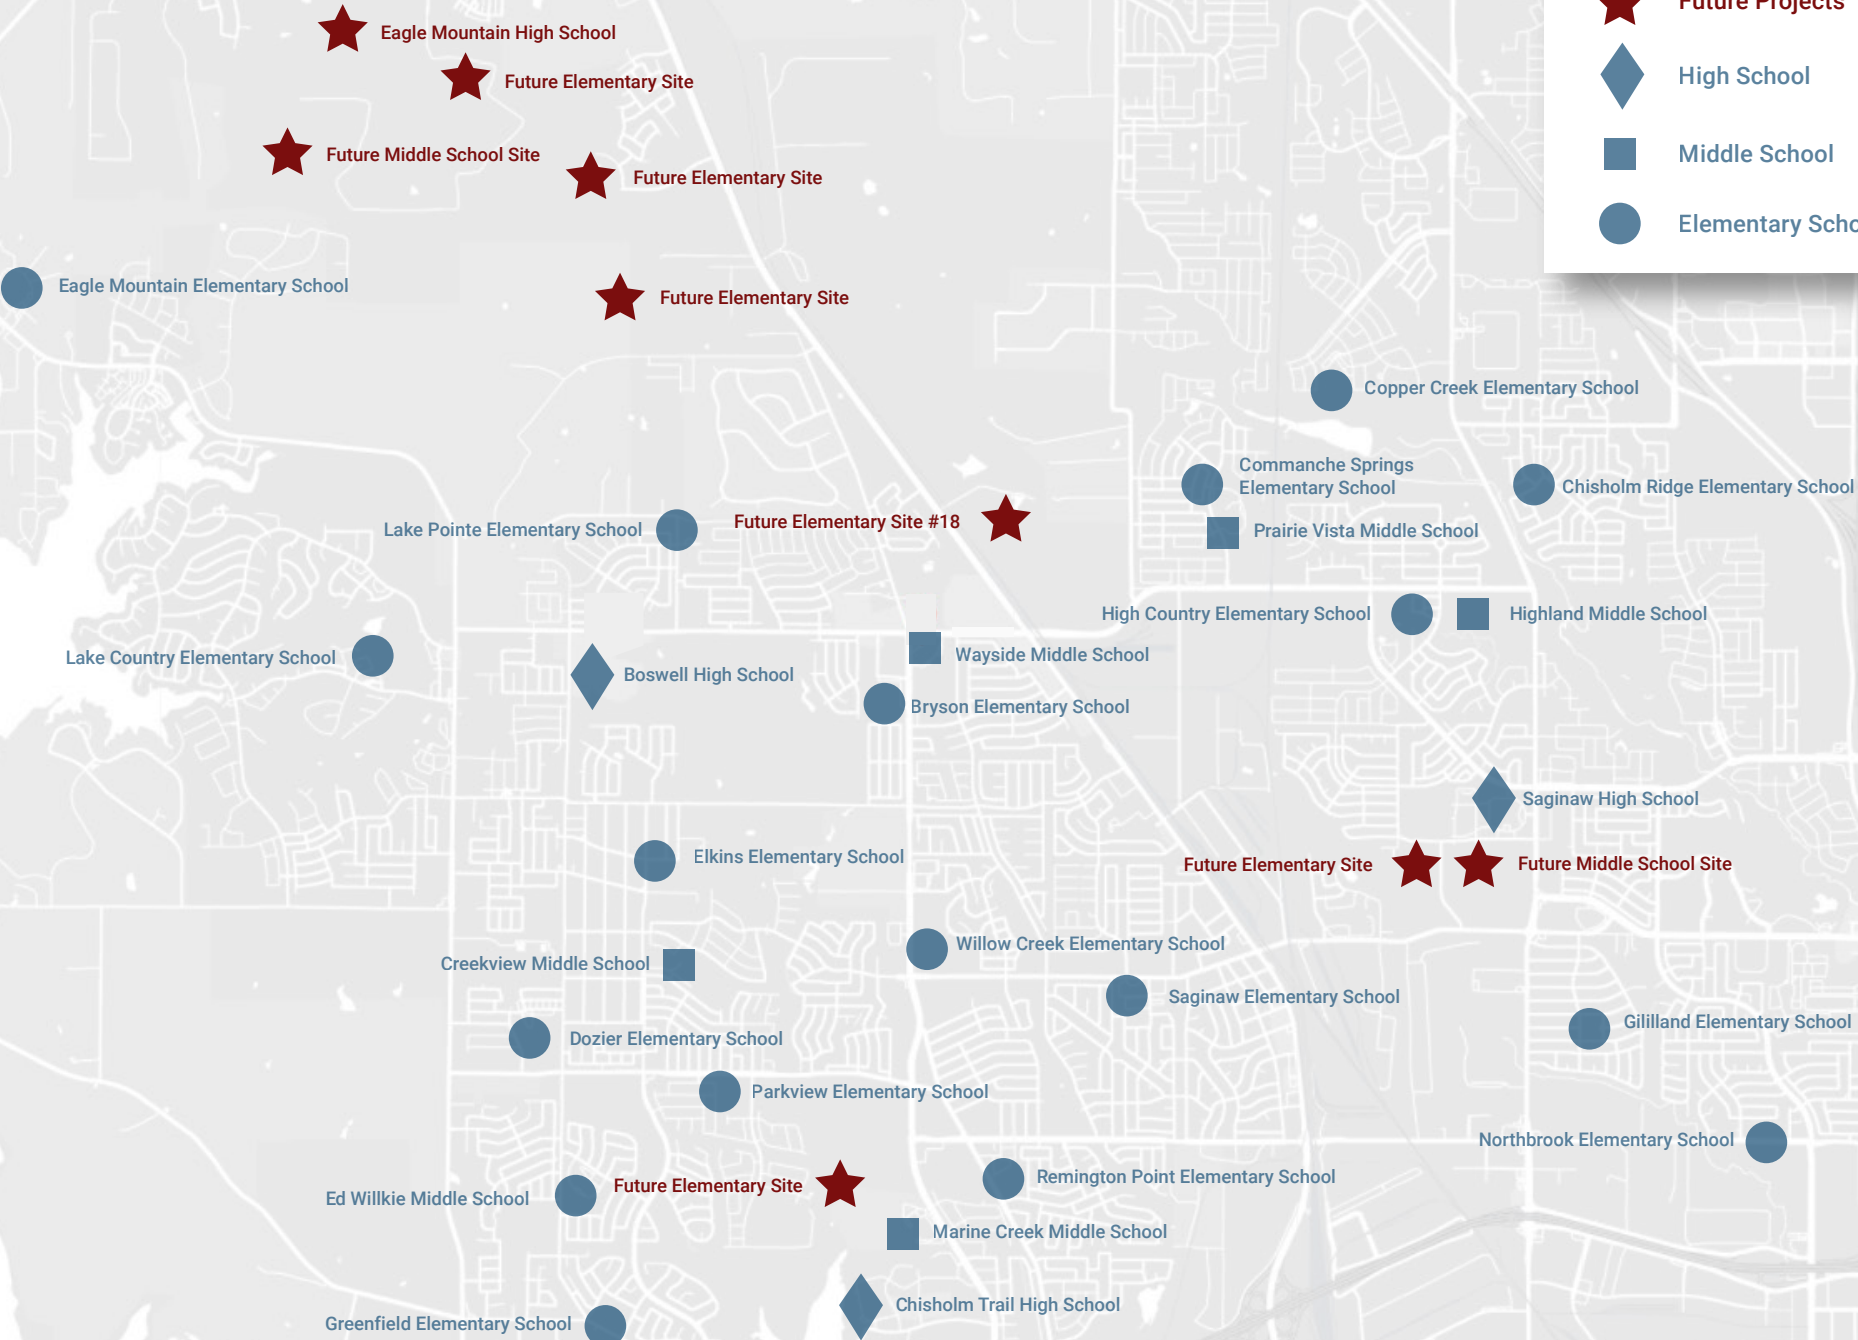 Future Projects
Eagle Mountain High School
Future Elementary Site
High School
Future Middle School Site
Middle School
Future Elementary Site
Elementary Scho
Eagle Mountain Elementary School
Future Elementary Site
Copper Creek Elementary School
Commanche Springs
Elementary School
Chisholm Ridge Elementary School
Lake Pointe Elementary School
Future Elementary Site #18
Prairie Vista Middle School
High Country Elementary School
Highland Middle School
Lake Country Elementary School
Boswell High School
Wayside Middle School
Bryson Elementary School
Saginaw High School
Elkins Elementary School
Future Elementary Site
Future Middle School Site
Willow Creek Elementary School
Creekview Middle School
Saginaw Elementary School
Gililland Elementary School
Dozier Elementary School
Parkview Elementary School
Northbrook Elementary School
Remington Point Elementary School
Future Elementary Site
Ed Willkie Middle School
Marine Creek Middle School
Chisholm Trail High School
Greenfield Elementary School